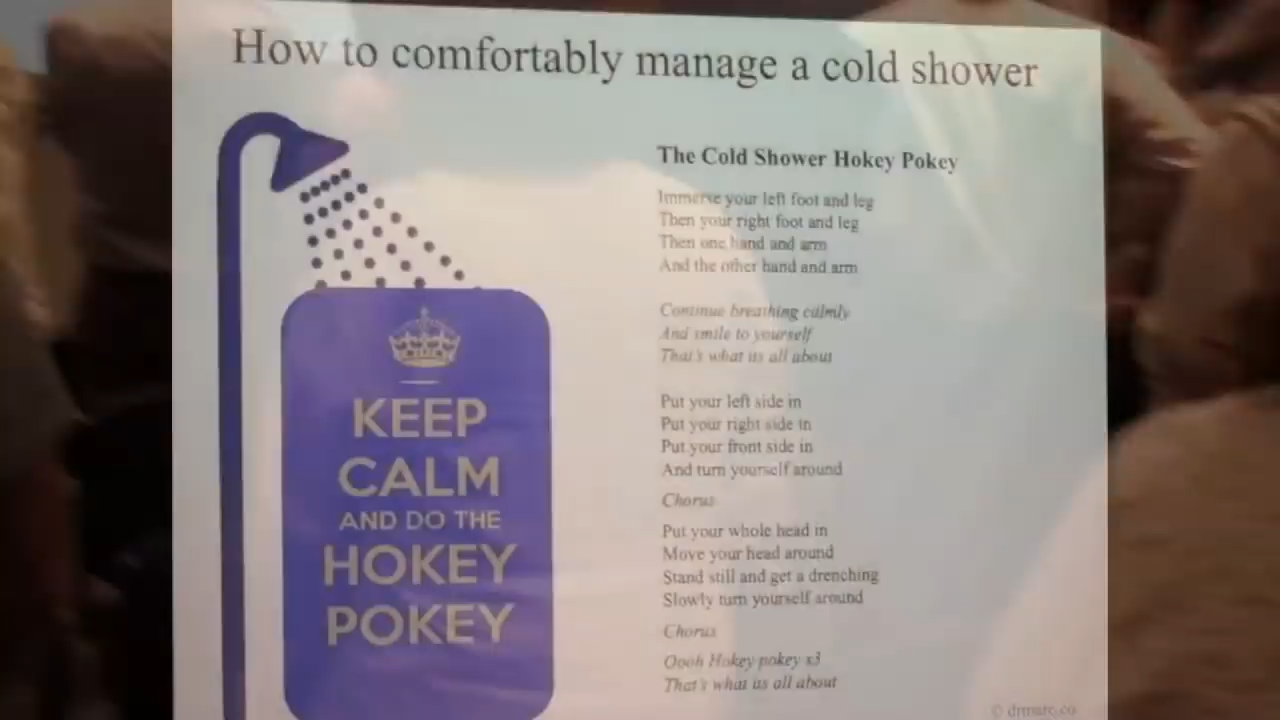 How to comfortably manage a cold shower
KEEP
CALM
AND DO THE
HOKEY
POKEY
The Cold Shower Hokey Pokey
Immerse your left foot and leg
Then your right foot and leg
Then one hand and arm
And the other hand and arm
Continue breathing calmly
And smile to yourself
That's what us all about
Put your left side in
Put your right side in
Put your front side in
And turn yourself around
Chorus
Put your whole head in
Move your head around
Stand still and get a drenching
Slowly turn yourself around
Chorus
Oooh Hokey pokey x3
That's what us all about
© drmarc.co